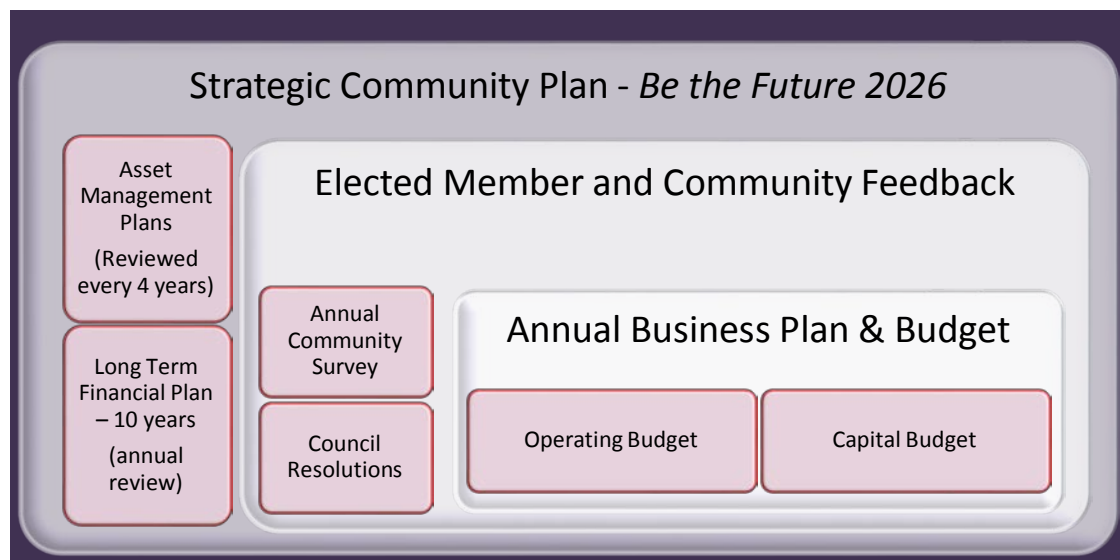 Strategic Community Plan - Be the Future 2026
Asset
Management
Plans
(Reviewed
every 4 years)
Long Term
Financial Plan
– 10 years
(annual
review)
Elected Member and Community Feedback
Annual
Community
Survey
Council
Resolutions
Annual Business Plan & Budget
Operating Budget
Capital Budget